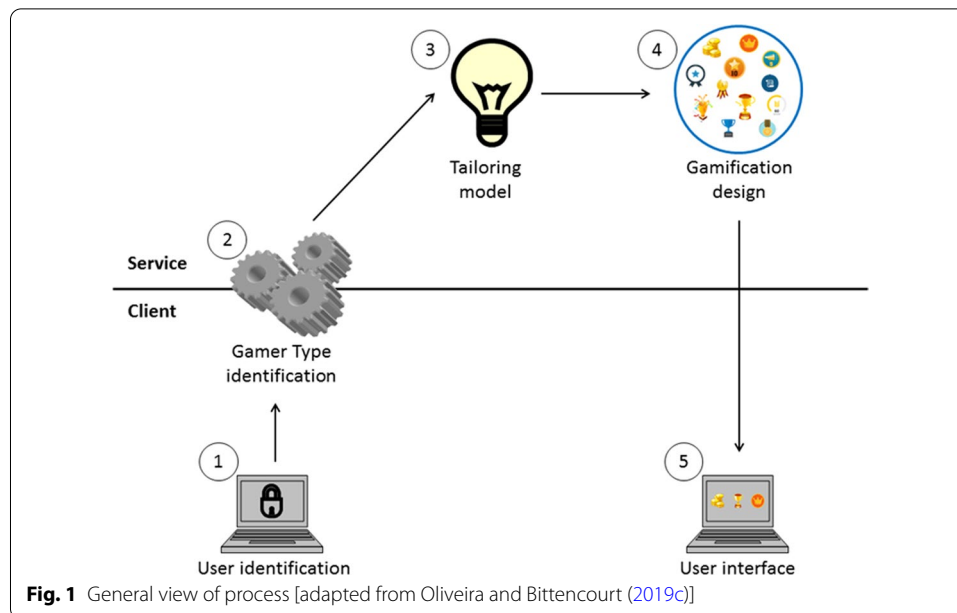 3
4
Tailoring
model
Gamification
design
2
Service
Client
Gamer Type
identification
1
5
User identification
User interface
Fig. 1 General view of process [adapted from Oliveira and Bittencourt (2019c)]